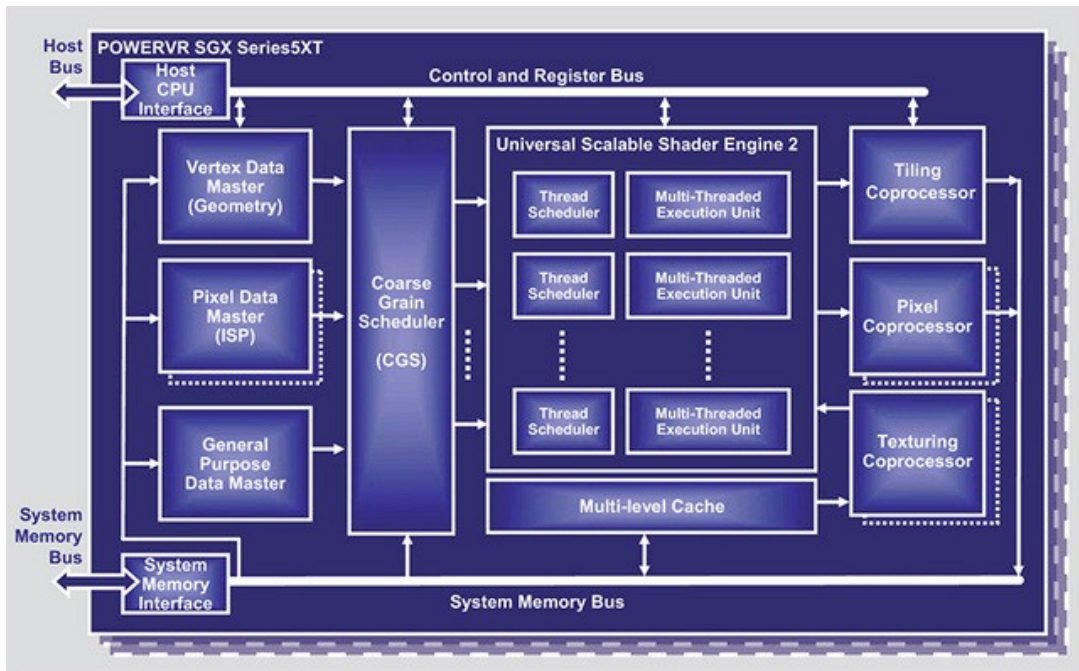 Host
Bus
POWERVR SGX Series5XT
Host
CPU
Interface
Control and Register Bus
Vertex Data
Master
(Geometry)
Pixel Data
Master
(ISP)
General
Purpose
Data Master
Coarse
Grain
Scheduler
(CGS)
Universal Scalable Shader Engine 2
Thread
Scheduler
Multi-Threaded
Execution Unit
Thread
Scheduler
Multi-Threaded
Execution Unit
Thread
Scheduler
Multi-Threaded
Execution Unit
Multi-level Cache
Tiling
Coprocessor
Pixel
Coprocessor
Texturing
Coprocessor
System
Memory
Bus
System
Memory
Interface
System Memory Bus